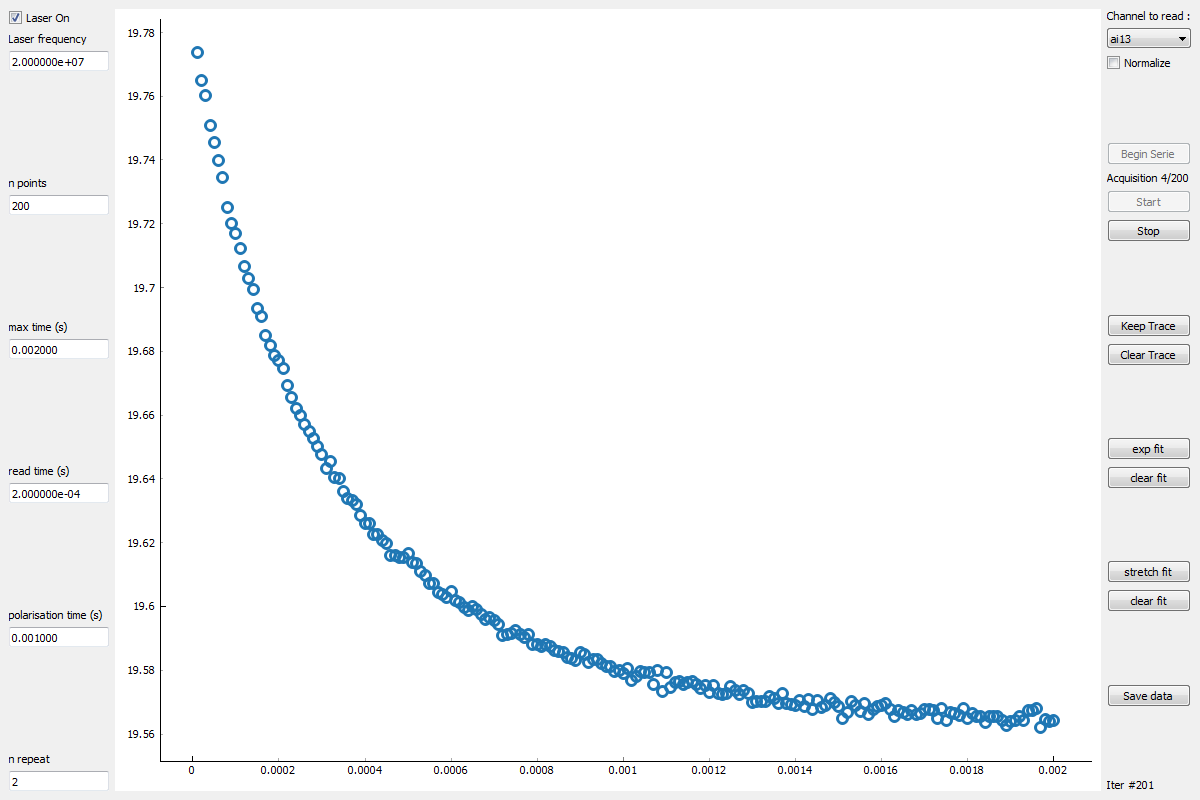 Laser On
Laser frequency
2.000000e+07
n points
200
max time (s)
0.002000
read time (s)
2.000000e-04
polarisation time (s)
0.001000
n repeat
2
19.78
19.76
19.74
19.72
19.7
19.68
19.66
19.64
19.62
19.6
19.58
19.56
0 0.0002 0.0004 0.0006 0.0008 0.001 0.0012 0.0014 0.0016 0.0018 0.002
Channel to read :
ai13
Normalize
Begin Serie
Acquisition 4/200
Start
Stop
Keep Trace
Clear Trace
exp fit
clear fit
stretch fit
clear fit
Save data
Iter #201